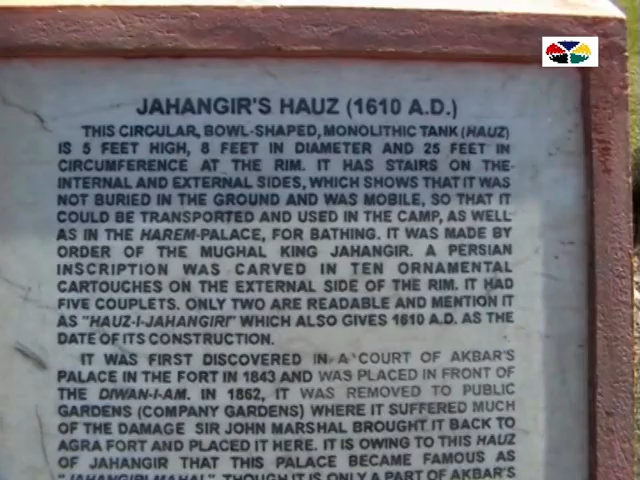 JAHANGIR'S HAUZ (1610 A.D.)
THIS CIRCULAR, BOWL-SHAPED, MONOLITHIC TANK (HAUZ)
IS 5 FEET HIGH, 8 FEET IN DIAMETER AND 25 FEET IN
CIRCUMFERENCE AT THE RIM. IT HAS STAIRS ON THE
INTERNAL AND EXTERNAL SIDES, WHICH SHOWS THAT IT WAS
NOT BURIED IN THE GROUND AND WAS MOBILE, SO THAT IT
COULD BE TRANSPORTED AND USED IN THE CAMP, AS WELL
AS IN THE HAREM-PALACE, FOR BATHING. IT WAS MADE BY
ORDER OF THE MUGHAL KING JAHANGIR. A PERSIAN
INSCRIPTION WAS CARVED IN TEN ORNAMENTAL
CARTOUCHES ON THE EXTERNAL SIDE OF THE RIM. IT HAD
FIVE COUPLETS. ONLY TWO ARE READABLE AND MENTION IT
AS "HAUZ-I-JAHANGIRI" WHICH ALSO GIVES 1610 A.D. AS THE
DATE OF ITS CONSTRUCTION.
IT WAS FIRST DISCOVERED IN A COURT OF AKBAR'S
PALACE IN THE FORT IN 1843 AND WAS PLACED IN FRONT OF
THE DIWAN-I-AM. IN 1862, IT WAS REMOVED TO PUBLIC
GARDENS (COMPANY GARDENS) WHERE IT SUFFERED MUCH
OF THE DAMAGE SIR JOHN MARSHAL BROUGHT IT BACK TO
AGRA FORT AND PLACED IT HERE. IT IS OWING TO THIS HAUZ
OF JAHANGIR THAT THIS PALACE BECAME FAMOUS AS
"JAHANGIRI-MAHAL" THOUGH IT IS ONLY A PART OF AKBAR'S